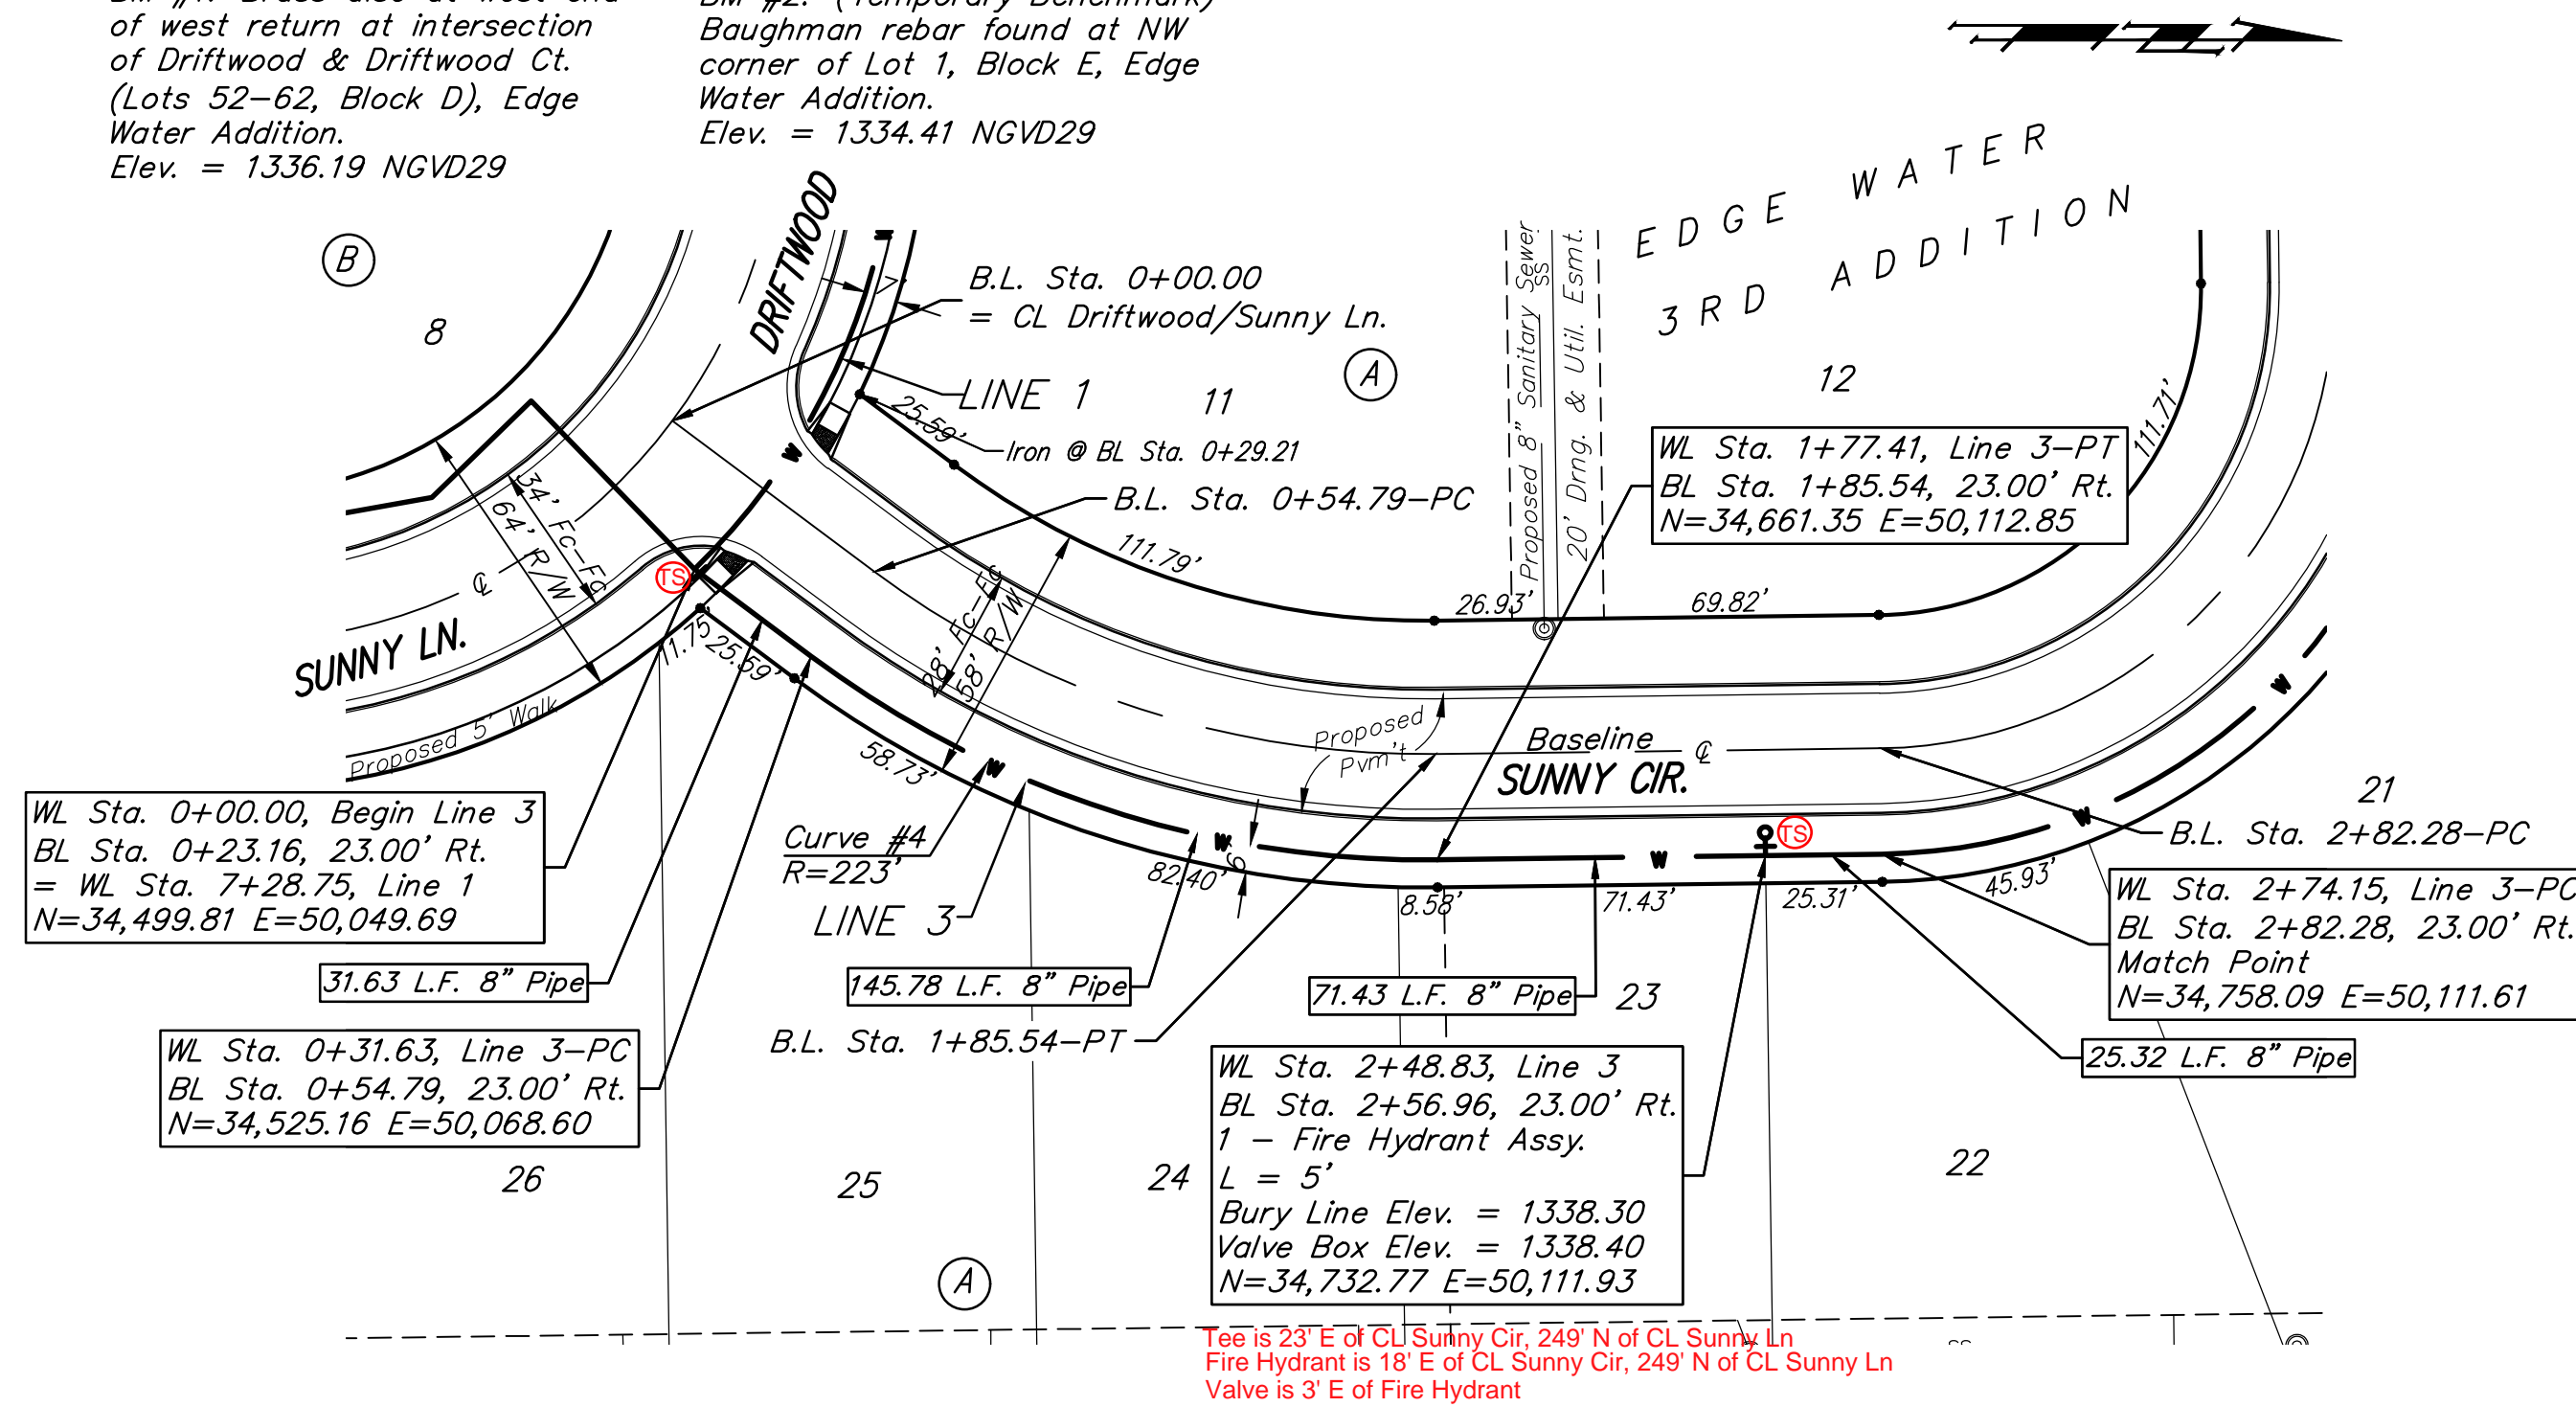 of west return at intersection
of Driftwood & Driftwood Ct.
(Lots 52-62, Block D), Edge
Water Addition.
Elev. = 1336.19 NGVD29
BM #2: (Temporary Benchmark)
Baughman rebar found at NW
corner of Lot 1, Block E, Edge
Water Addition.
Elev. = 1334.41 NGVD29
EDGE WATER
3RD ADDITION
B
8
DRIFTWOOD
B.L. Sta. 0+00.00
= CL Driftwood/Sunny Ln.
LINE 1
11
A
12
25.59'
Iron @ BL Sta. 0+29.21
B.L. Sta. 0+54.79-PC
Proposed 8" Sanitary Sewer
SS
20' Drng. & Util. Esmt.
WL Sta. 1+77.41, Line 3-PT
BL Sta. 1+85.54, 23.00' Rt.
N=34,661.35 E=50,112.85
111.71'
34' Fc-Fc
64' R/W
℄
TS
W
111.79'
28' Fc-Fc
58' R/W
26.93'
69.82'
SUNNY LN.
Proposed 5' Walk
11.75'
25.59'
58.73'
W
Proposed
Pvm't
Baseline
℄
SUNNY CIR.
W
21
WL Sta. 0+00.00, Begin Line 3
BL Sta. 0+23.16, 23.00' Rt.
= WL Sta. 7+28.75, Line 1
N=34,499.81 E=50,049.69
Curve #4
R=223'
LINE 3
W
6'
82.40'
8.58'
W
71.43'
TS
25.31'
W
45.93'
B.L. Sta. 2+82.28-PC
WL Sta. 2+74.15, Line 3-PC
BL Sta. 2+82.28, 23.00' Rt.
Match Point
N=34,758.09 E=50,111.61
31.63 L.F. 8" Pipe
145.78 L.F. 8" Pipe
71.43 L.F. 8" Pipe
23
25.32 L.F. 8" Pipe
B.L. Sta. 1+85.54-PT
WL Sta. 0+31.63, Line 3-PC
BL Sta. 0+54.79, 23.00' Rt.
N=34,525.16 E=50,068.60
WL Sta. 2+48.83, Line 3
BL Sta. 2+56.96, 23.00' Rt.
1 - Fire Hydrant Assy.
L = 5'
Bury Line Elev. = 1338.30
Valve Box Elev. = 1338.40
N=34,732.77 E=50,111.93
26
25
24
22
A
Tee is 23' E of CL Sunny Cir, 249' N of CL Sunny Ln
Fire Hydrant is 18' E of CL Sunny Cir, 249' N of CL Sunny Ln
Valve is 3' E of Fire Hydrant